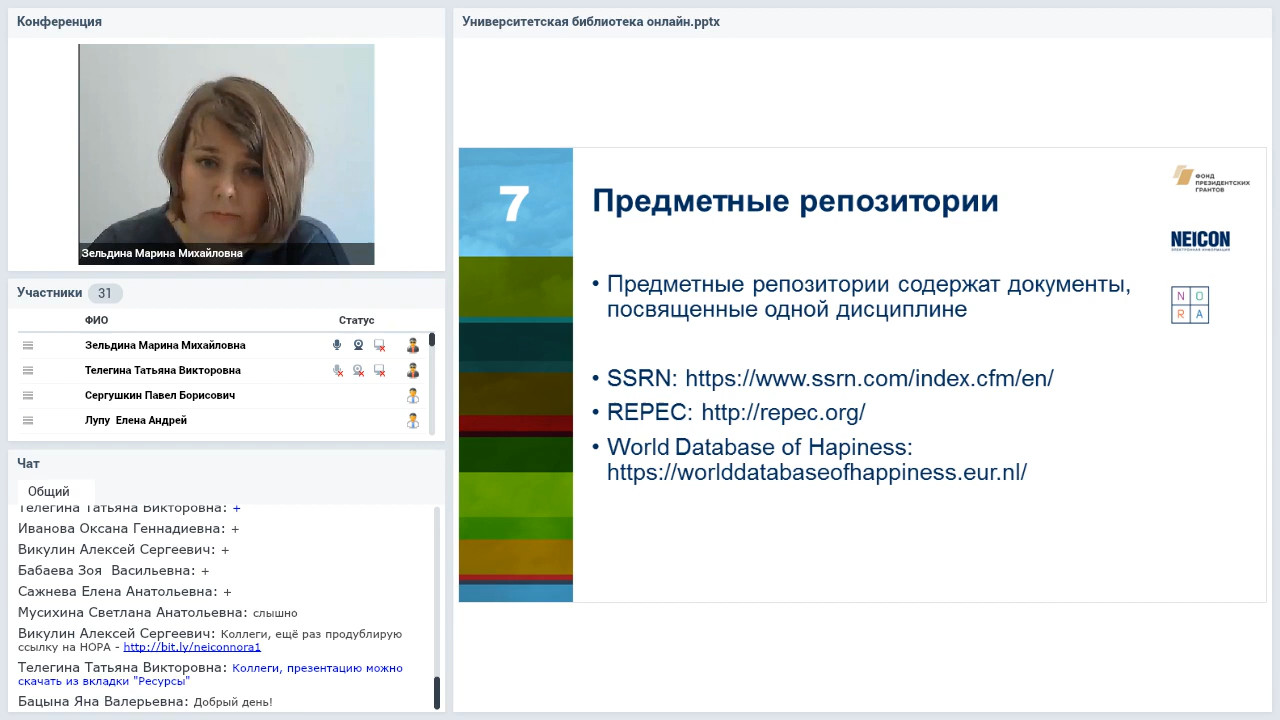 Конференция
Зельдина Марина Михайловна
Участники 31
ФИО Статус
Зельдина Марина Михайловна
Телегина Татьяна Викторовна
Сергушкин Павел Борисович
Лупу Елена Андрей
Чат
Общий
Телегина Татьяна Викторовна: +
Иванова Оксана Геннадиевна: +
Викулин Алексей Сергеевич: +
Бабаева Зоя Васильевна: +
Сажнева Елена Анатольевна: +
Мусихина Светлана Анатольевна: слышно
Викулин Алексей Сергеевич: Коллеги, ещё раз продублирую
ссылку на НОРА - http://bit.ly/neiconnora1
Телегина Татьяна Викторовна: Коллеги, презентацию можно
скачать из вкладки "Ресурсы"
Бацына Яна Валерьевна: Добрый день!
Университетская библиотека онлайн.pptx
7
Предметные репозитории
• Предметные репозитории содержат документы,
посвященные одной дисциплине
• SSRN: https://www.ssrn.com/index.cfm/en/
• REPEC: http://repec.org/
• World Database of Hapiness:
https://worlddatabaseofhappiness.eur.nl/
ФОНД
ПРЕЗИДЕНТСКИХ
ГРАНТОВ
NEICON
ЭЛЕКТРОННАЯ ИНФОРМАЦИЯ
N O
R A